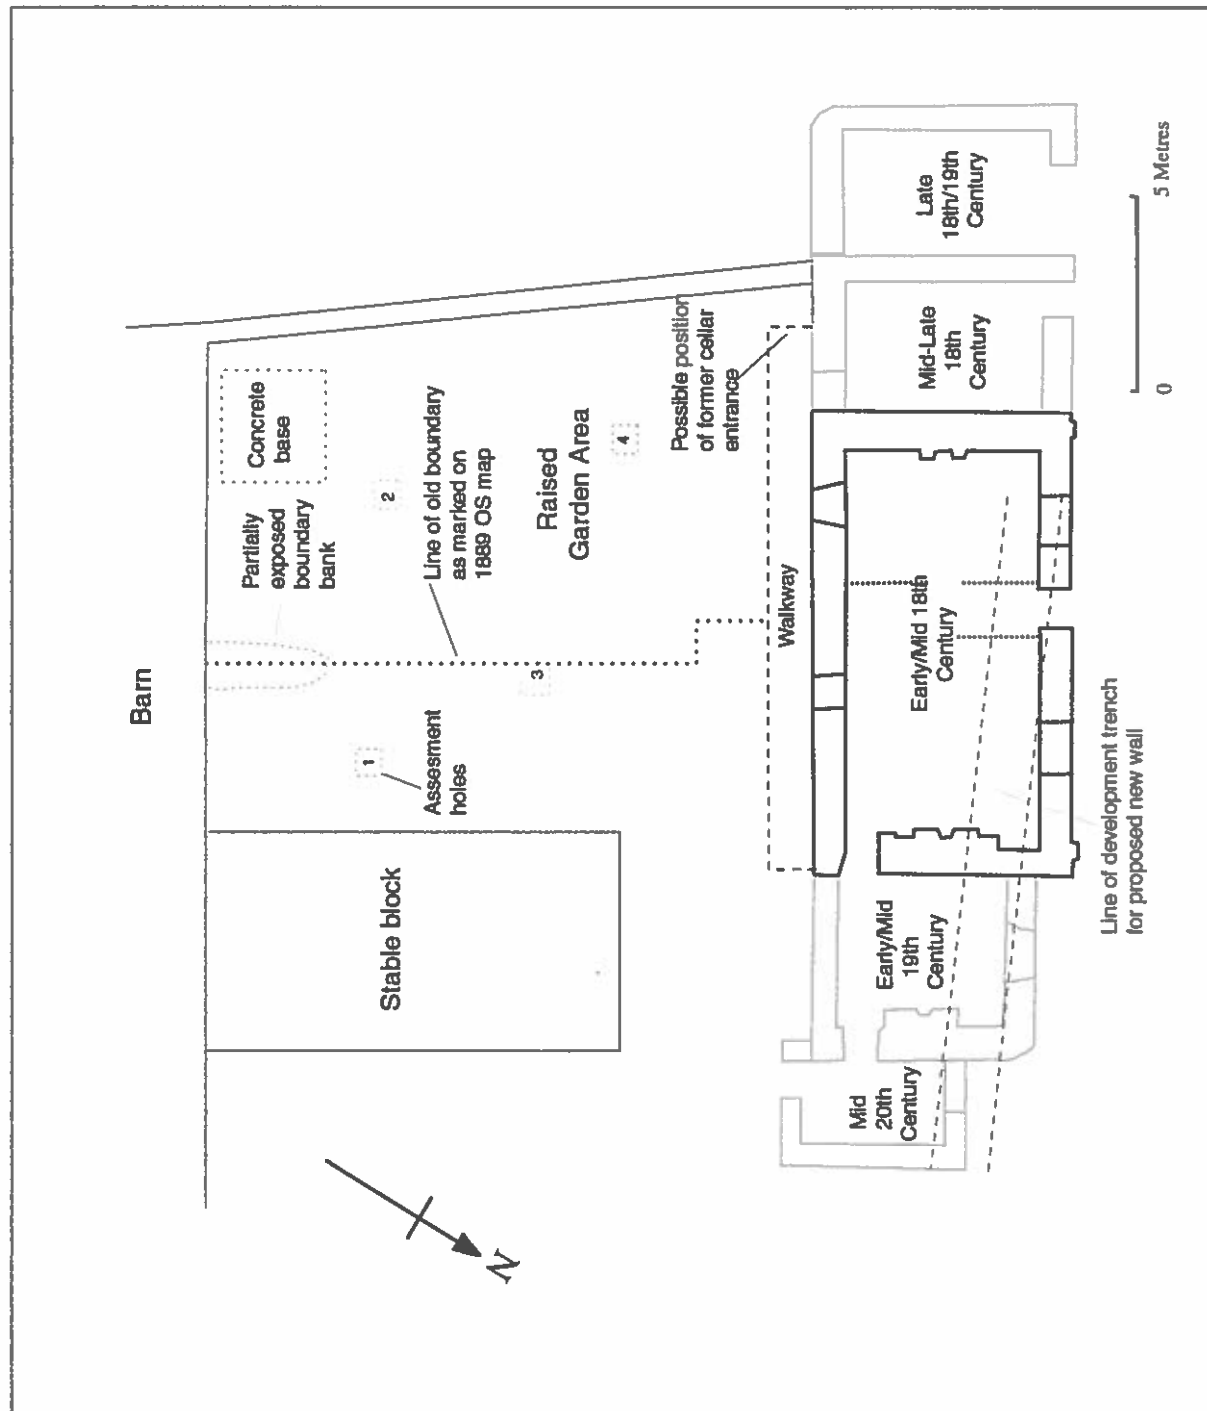 Barn
Concrete
base
Partially
exposed
boundary
bank
2
Line of old boundary
as marked on
1889 OS map
Raised
Garden Area
4
Possible position
of former cellar
entrance
1
Assesment
holes
3
Stable block
Walkway
Late
18th/19th
Century
Mid-Late
18th
Century
Early/Mid 18th
Century
Early/Mid
19th
Century
Mid
20th
Century
Line of development trench
for proposed new wall
0
5 Metres
N